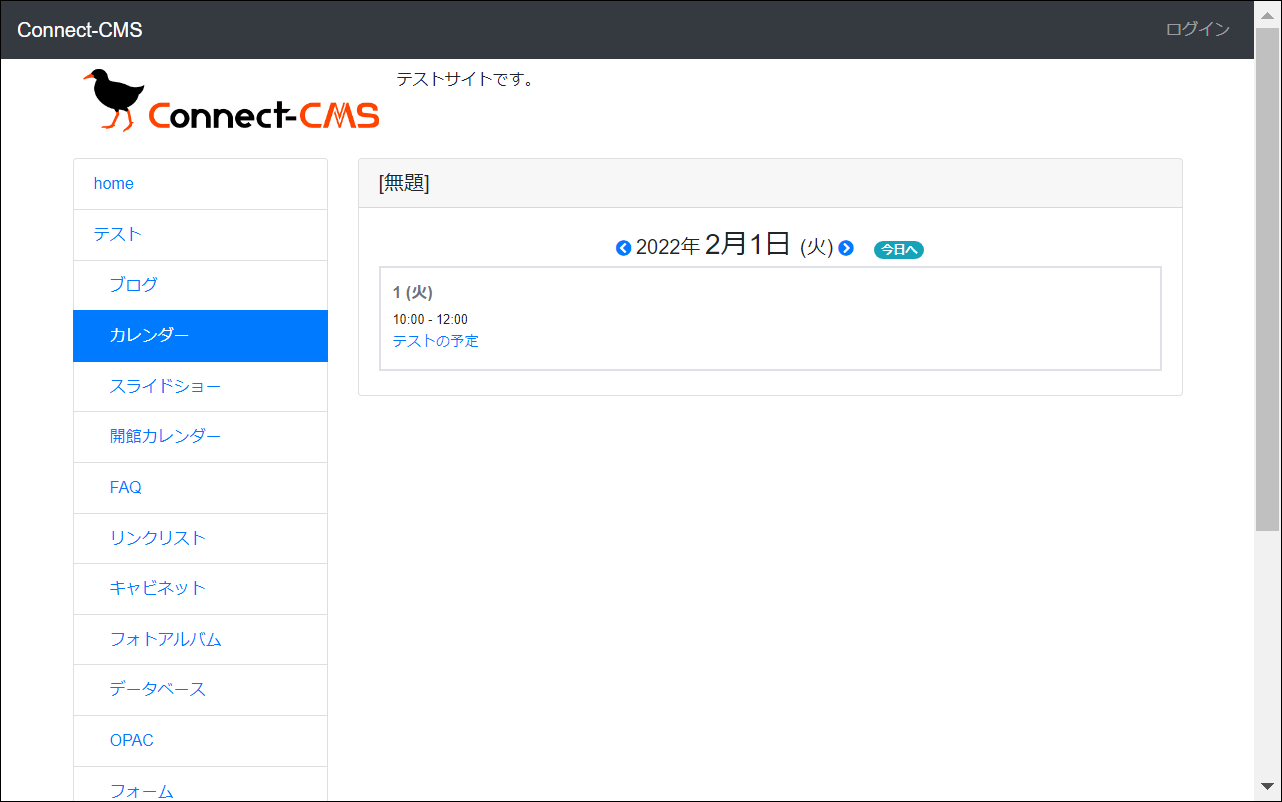 Connect-CMS
ログイン
Connect-CMS
テストサイトです。
home
テスト
ブログ
カレンダー
スライドショー
開館カレンダー
FAQ
リンクリスト
キャビネット
フォトアルバム
データベース
OPAC
フォーム
[無題]
2022年 2月1日 (火) 今日へ
1 (火)
10:00 - 12:00
テストの予定